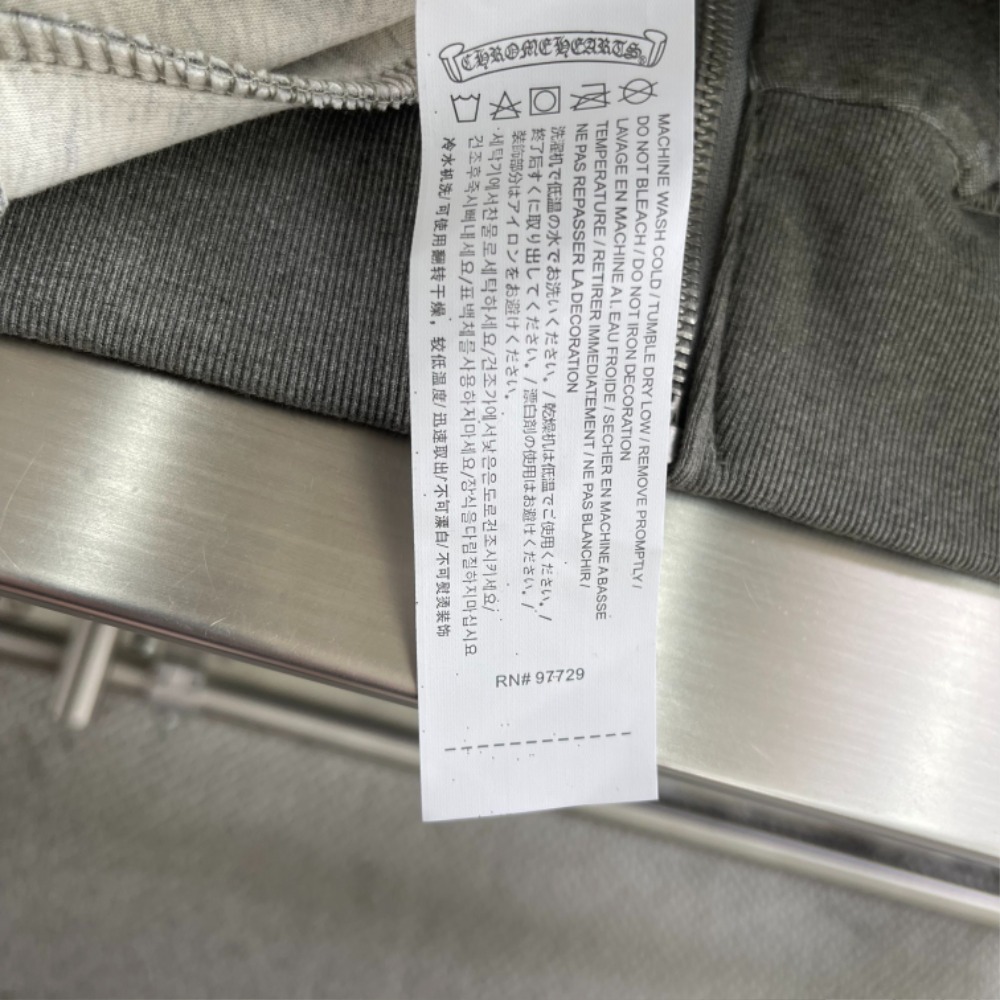 CHROME HEARTS
MACHINE WASH COLD / TUMBLE DRY LOW / REMOVE PROMPTLY /
DO NOT BLEACH / DO NOT IRON DECORATION
LAVAGE EN MACHINE A L EAU FROIDE / SECHER EN MACHINE A BASSE
TEMPERATURE / RETIRER IMMEDIATEMENT / NE PAS BLANCHIR /
NE PAS REPASSER LA DECORATION
洗濯机で低温の水でお洗いください。/ 乾燥机は低温でご使用ください。/
終了后すくに取り出してください。/ 漂白剤の使用はお避けください。/
装飾部分はアイロンをお避けください。
·세탁기에서찬물로세탁하세요/건조기에서낮은온도로건조시키세요/
건조후즉시빼내세요/표백제를사용하지마세요/장식을다림질하지마십시요
冷水机洗/可使用翻转干燥，较低温度/迅速取出/不可漂白/不可熨烫装饰
RN# 97729